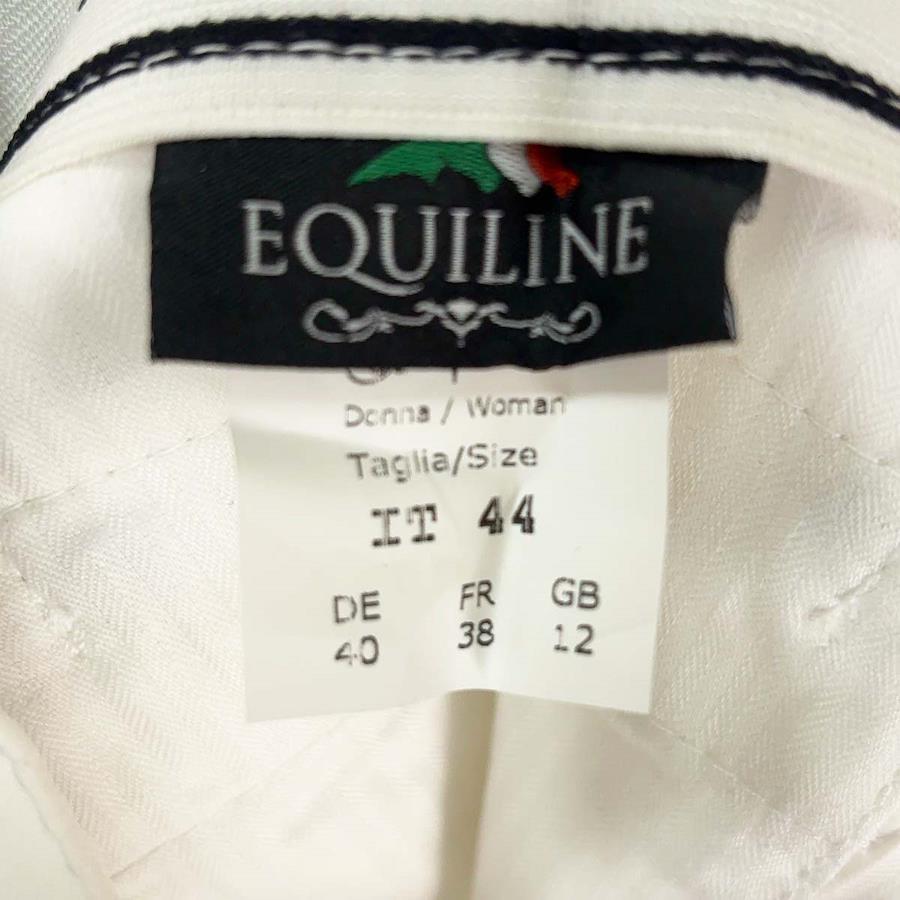 EQUILINE
Donna / Woman
Taglia/Size
IT 44
DE FR GB
40 38 12